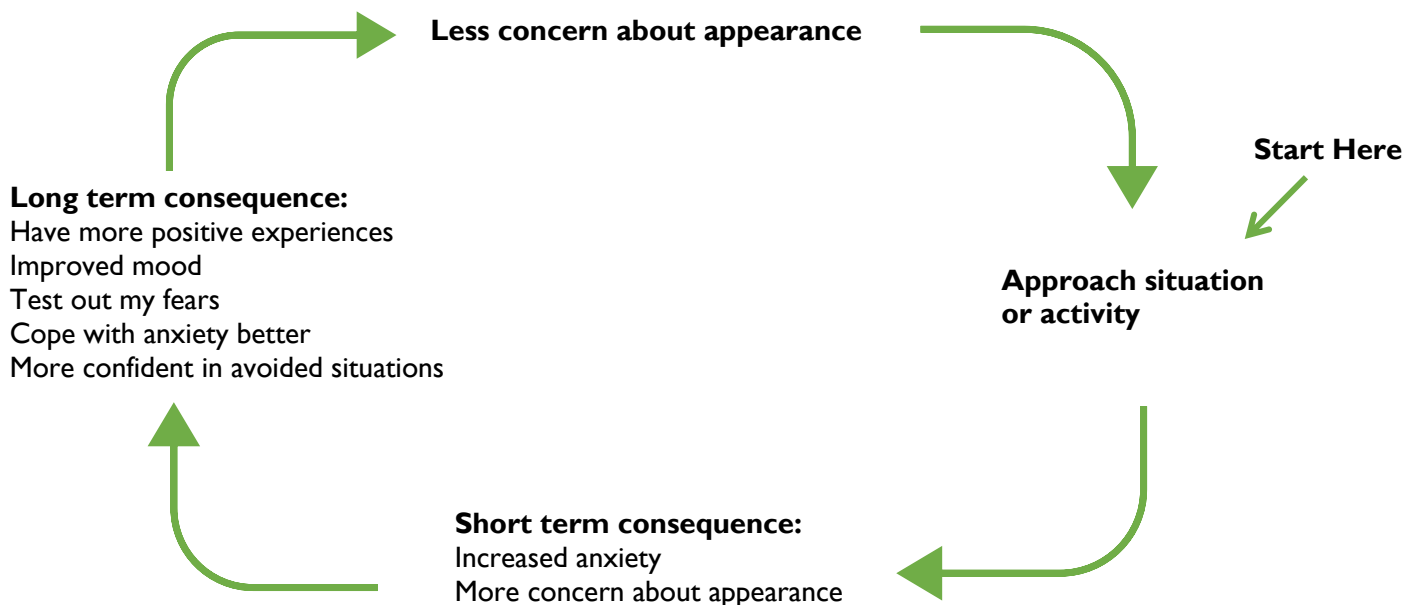 Less concern about appearance
Start Here
Approach situation
or activity
Short term consequence:
Increased anxiety
More concern about appearance
Long term consequence:
Have more positive experiences
Improved mood
Test out my fears
Cope with anxiety better
More confident in avoided situations